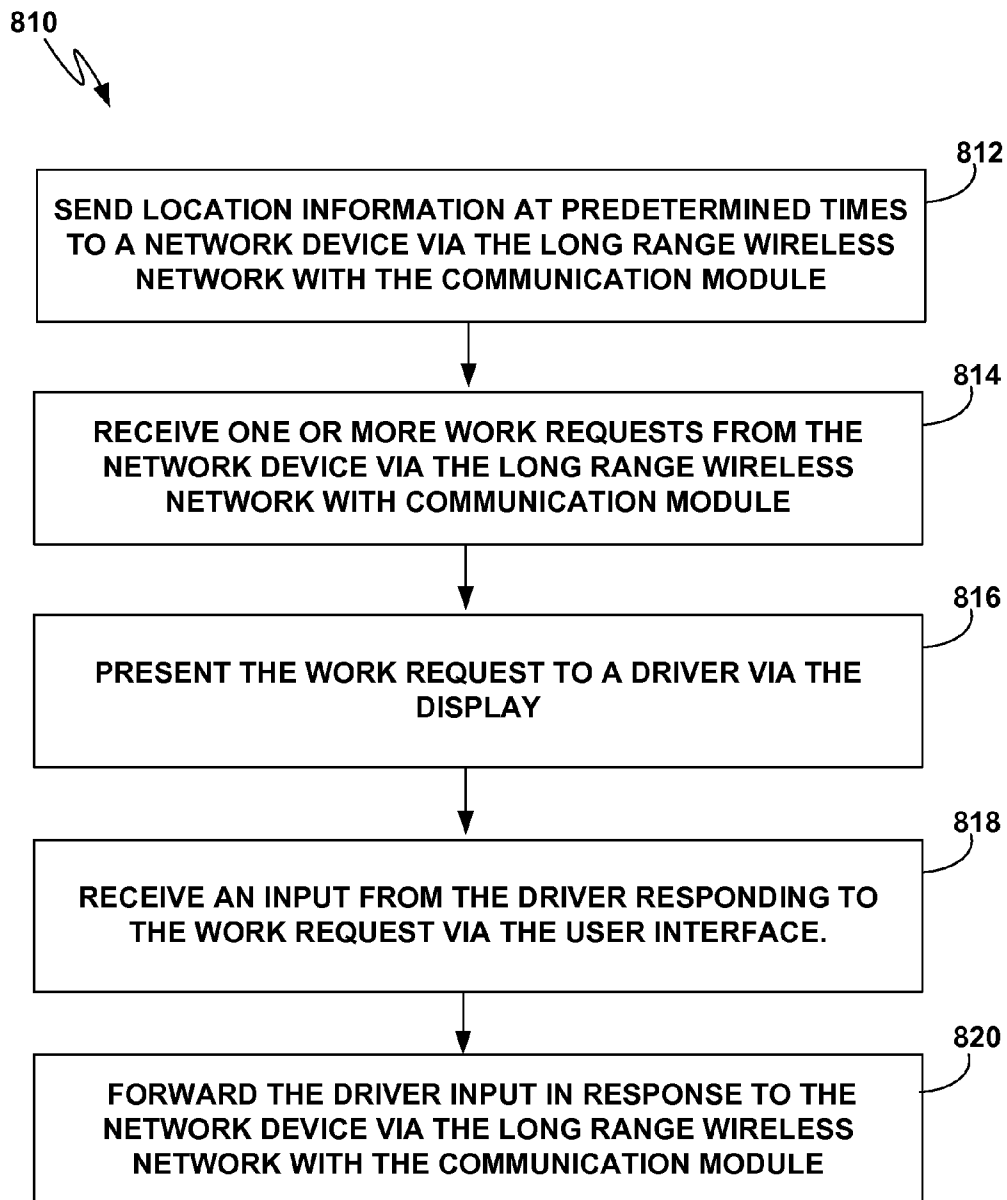 810
812
SEND LOCATION INFORMATION AT PREDETERMINED TIMES
TO A NETWORK DEVICE VIA THE LONG RANGE WIRELESS
NETWORK WITH THE COMMUNICATION MODULE
814
RECEIVE ONE OR MORE WORK REQUESTS FROM THE
NETWORK DEVICE VIA THE LONG RANGE WIRELESS
NETWORK WITH COMMUNICATION MODULE
816
PRESENT THE WORK REQUEST TO A DRIVER VIA THE
DISPLAY
818
RECEIVE AN INPUT FROM THE DRIVER RESPONDING TO
THE WORK REQUEST VIA THE USER INTERFACE.
820
FORWARD THE DRIVER INPUT IN RESPONSE TO THE
NETWORK DEVICE VIA THE LONG RANGE WIRELESS
NETWORK WITH THE COMMUNICATION MODULE